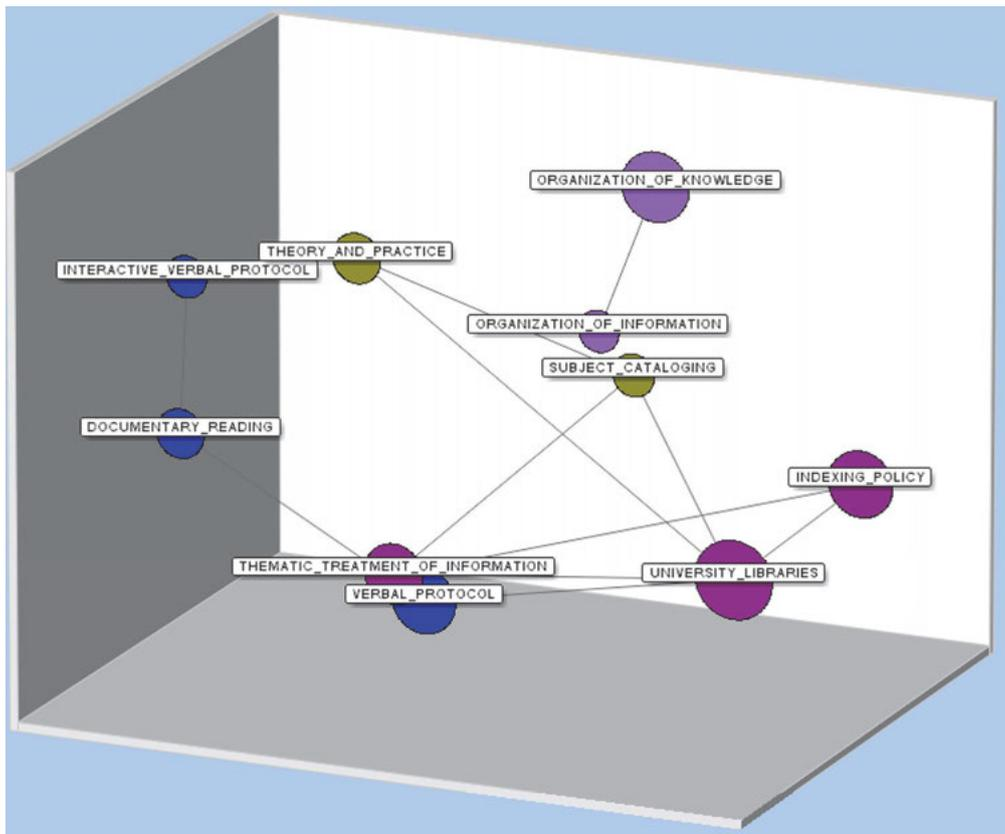 ORGANIZATION_OF_KNOWLEDGE
THEORY_AND_PRACTICE
INTERACTIVE_VERBAL_PROTOCOL
ORGANIZATION_OF_INFORMATION
SUBJECT_CATALOGING
DOCUMENTARY_READING
INDEXING_POLICY
THEMATIC_TREATMENT_OF_INFORMATION
UNIVERSITY_LIBRARIES
VERBAL_PROTOCOL